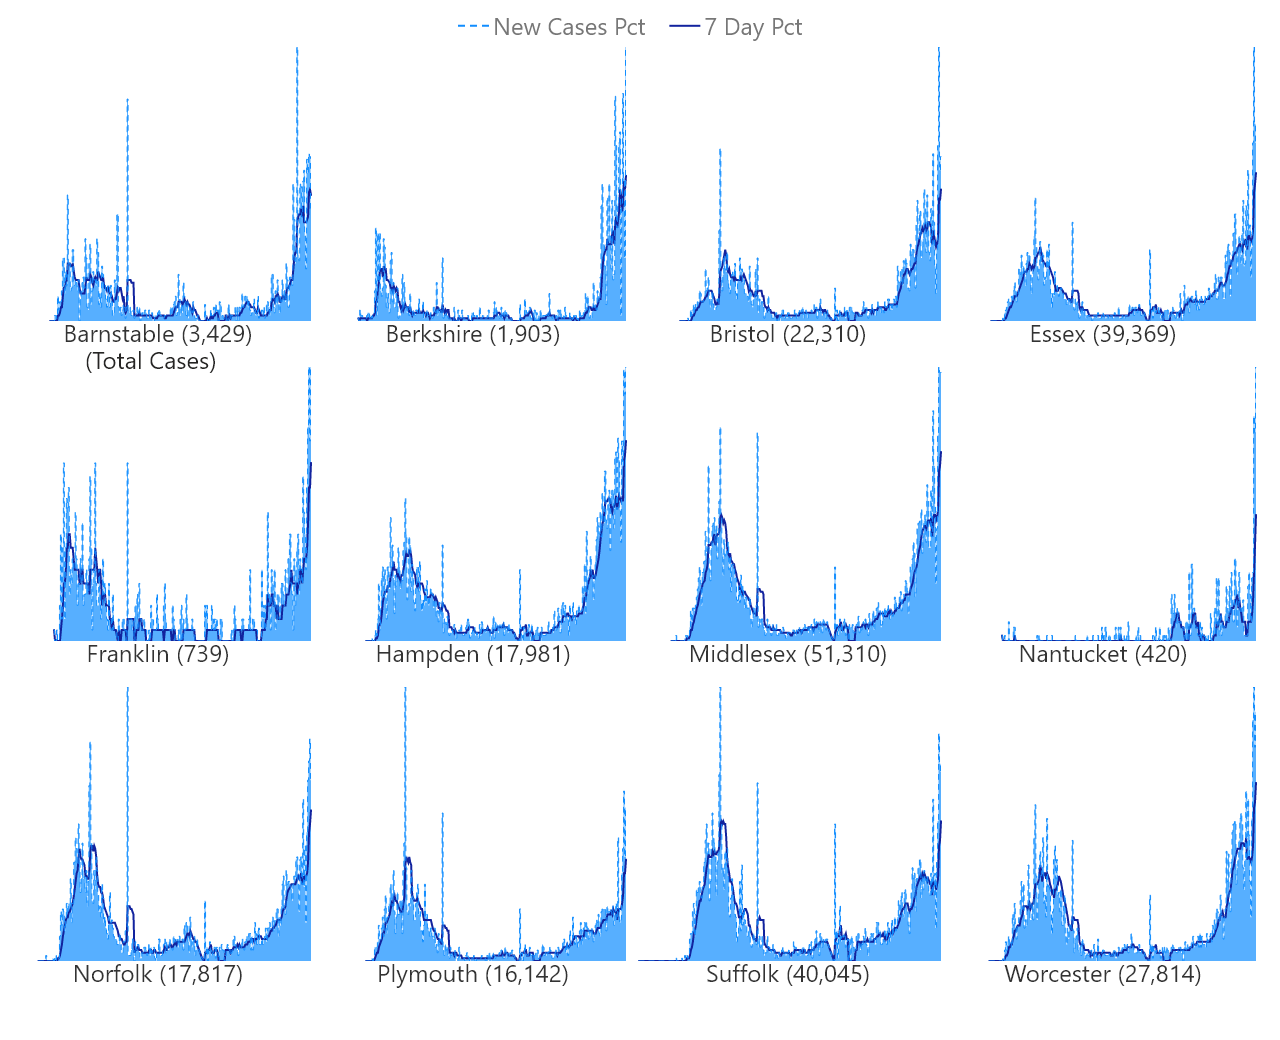 New Cases Pct 7 Day Pct
Barnstable (3,429) Berkshire (1,903) Bristol (22,310) Essex (39,369)
(Total Cases)
Franklin (739) Hampden (17,981) Middlesex (51,310) Nantucket (420)
Norfolk (17,817) Plymouth (16,142) Suffolk (40,045) Worcester (27,814)